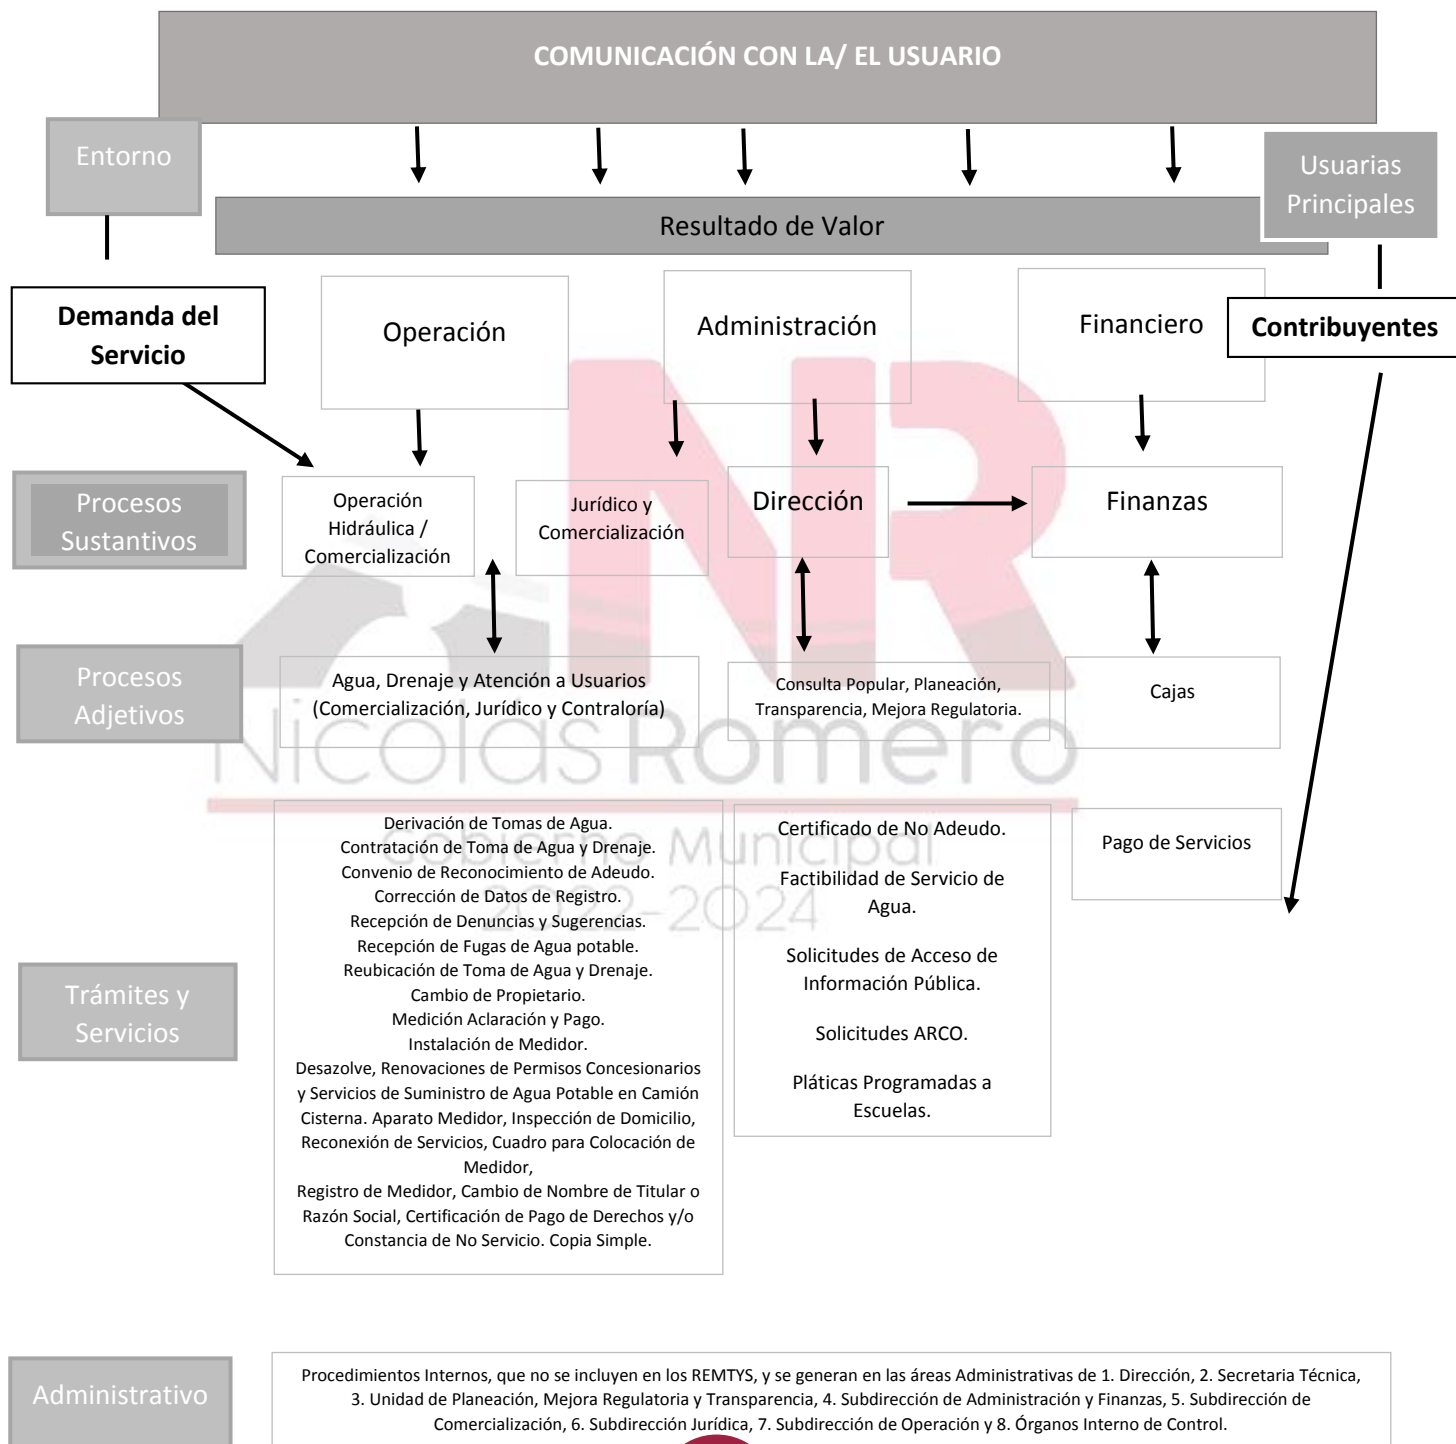 COMUNICACIÓN CON LA/ EL USUARIO
Entorno
Usuarias
Principales
Resultado de Valor
Demanda del
Servicio
Operación
Administración
Financiero
Contribuyentes
Procesos
Sustantivos
Operación
Hidráulica /
Comercialización
Jurídico y
Comercialización
Dirección
Finanzas
Procesos
Adjetivos
Agua, Drenaje y Atención a Usuarios
(Comercialización, Jurídico y Contraloría)
Consulta Popular, Planeación,
Transparencia, Mejora Regulatoria.
Cajas
NR
Nicolás Romero
Gobierno Municipal
2022-2024
Trámites y
Servicios
Derivación de Tomas de Agua.
Contratación de Toma de Agua y Drenaje.
Convenio de Reconocimiento de Adeudo.
Corrección de Datos de Registro.
Recepción de Denuncias y Sugerencias.
Recepción de Fugas de Agua potable.
Reubicación de Toma de Agua y Drenaje.
Cambio de Propietario.
Medición Aclaración y Pago.
Instalación de Medidor.
Desazolve, Renovaciones de Permisos Concesionarios
y Servicios de Suministro de Agua Potable en Camión
Cisterna. Aparato Medidor, Inspección de Domicilio,
Reconexión de Servicios, Cuadro para Colocación de
Medidor,
Registro de Medidor, Cambio de Nombre de Titular o
Razón Social, Certificación de Pago de Derechos y/o
Constancia de No Servicio. Copia Simple.
Certificado de No Adeudo.
Factibilidad de Servicio de
Agua.
Solicitudes de Acceso de
Información Pública.
Solicitudes ARCO.
Pláticas Programadas a
Escuelas.
Pago de Servicios
Administrativo
Procedimientos Internos, que no se incluyen en los REMTYS, y se generan en las áreas Administrativas de 1. Dirección, 2. Secretaria Técnica,
3. Unidad de Planeación, Mejora Regulatoria y Transparencia, 4. Subdirección de Administración y Finanzas, 5. Subdirección de
Comercialización, 6. Subdirección Jurídica, 7. Subdirección de Operación y 8. Órganos Interno de Control.